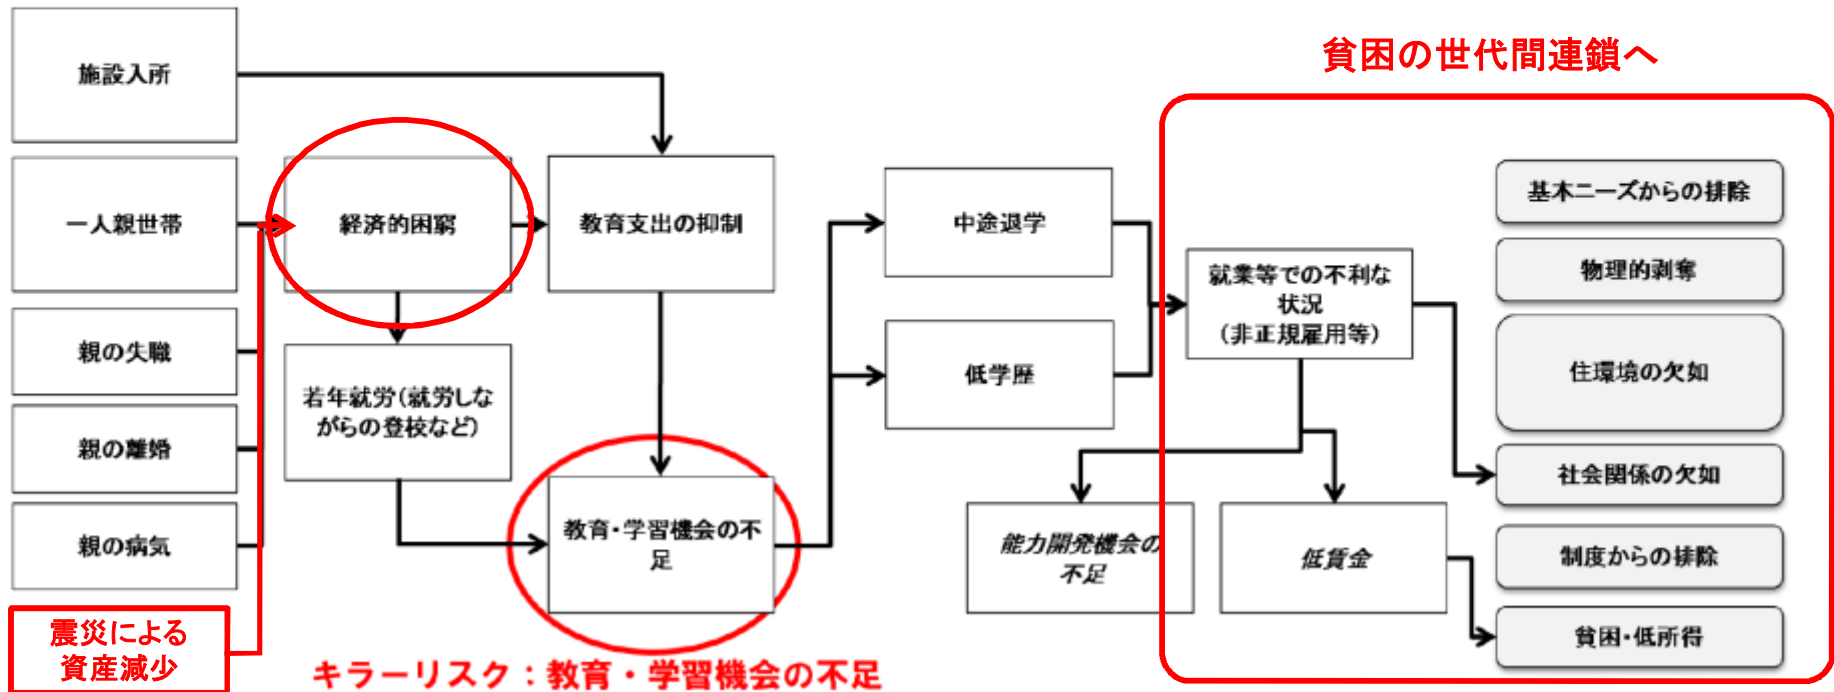 貧困の世代間連鎖へ
施設入所
一人親世帯
親の失職
親の離婚
親の病気
震災による
資産減少
経済的困窮
若年就労(就労しな
がらの登校など)
教育支出の抑制
教育・学習機会の不
足
キラーリスク：教育・学習機会の不足
中途退学
低学歴
就業等での不利な
状況
(非正規雇用等)
能力開発機会の
不足
低賃金
基本ニーズからの排除
物理的剥奪
住環境の欠如
社会関係の欠如
制度からの排除
貧困・低所得